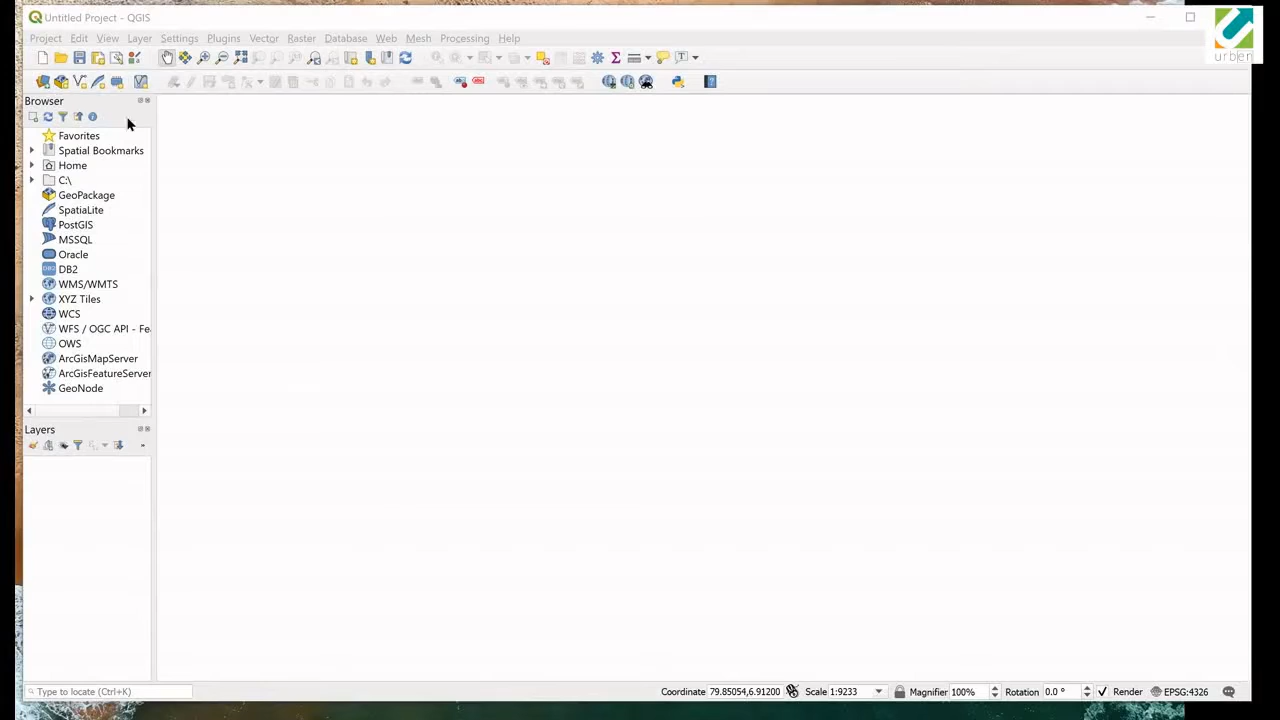 Untitled Project - QGIS
Project Edit View Layer Settings Plugins Vector Raster Database Web Mesh Processing Help
urbjen
Browser
Favorites
Spatial Bookmarks
Home
C:\
GeoPackage
SpatiaLite
PostGIS
MSSQL
Oracle
DB2
WMS/WMTS
XYZ Tiles
WCS
WFS / OGC API - Fe
OWS
ArcGisMapServer
ArcGisFeatureServer
GeoNode
Layers
Type to locate (Ctrl+K) Coordinate 79.85054,6.91200 Scale 1:9233 Magnifier 100% Rotation 0.0 ° Render EPSG:4326